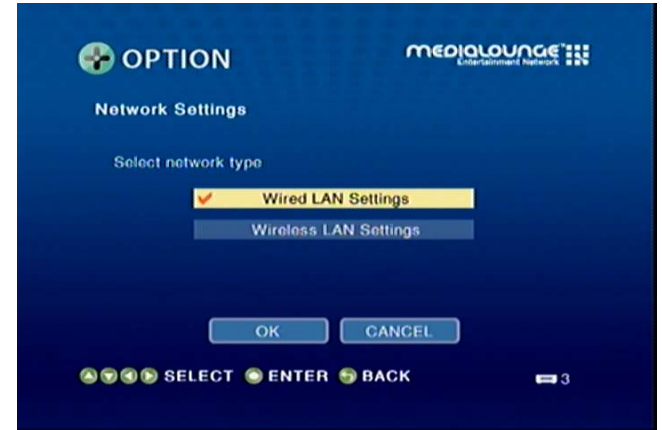 OPTION
MEDIALOUNGE™
Entertainment Network
Network Settings
Select network type
Wired LAN Settings
Wireless LAN Settings
OK CANCEL
SELECT ENTER BACK
3